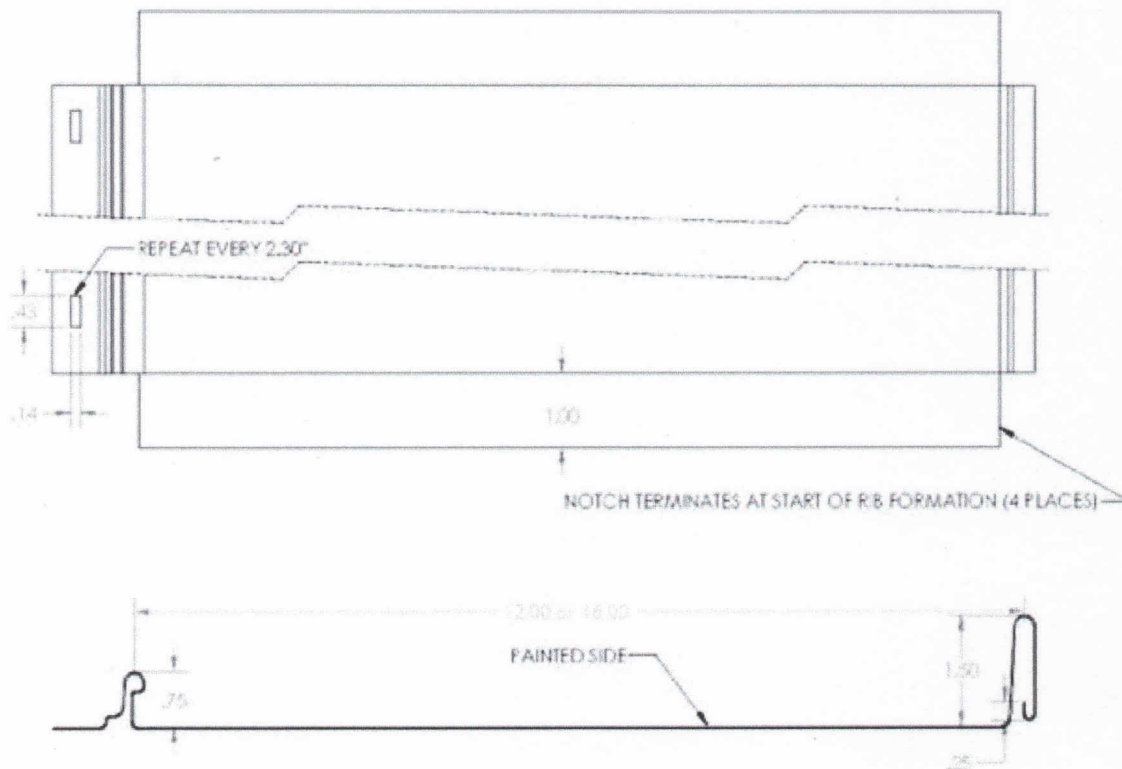 REPEAT EVERY 2.30"
.43
.14
1.00
NOTCH TERMINATES AT START OF RIB FORMATION (4 PLACES)
12.00 or 16.00
PAINTED SIDE
.75
1.50
.25